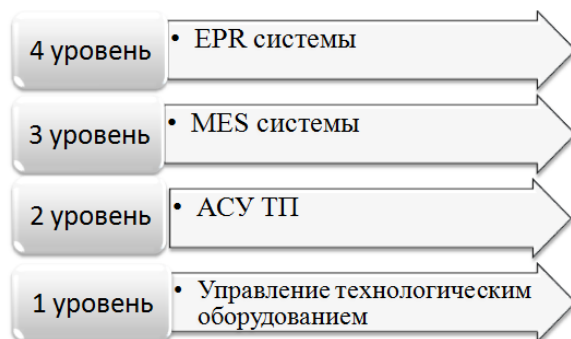 4 уровень
• EPR системы
3 уровень
• MES системы
2 уровень
• АСУ ТП
1 уровень
• Управление технологическим
оборудованием